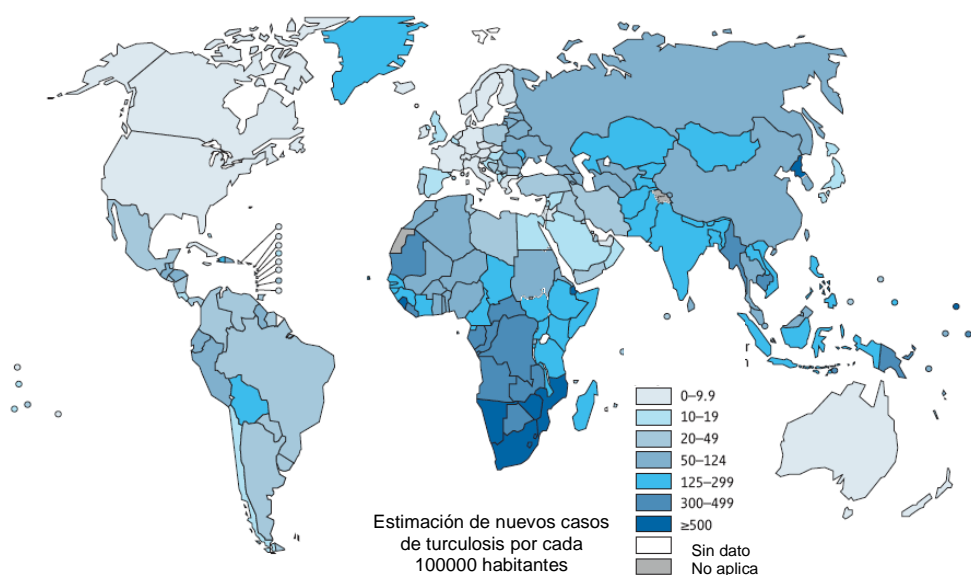 0–9.9
10–19
20–49
50–124
125–299
300–499
≥500
Sin dato
No aplica
Estimación de nuevos casos
de turculosis por cada
100000 habitantes